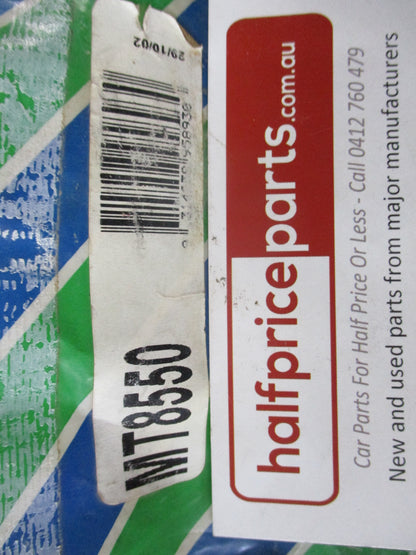 29/10/02
MT8550
halfpriceparts.com.au
Car Parts For Half Price Or Less - Call 0412 760 479
New and used parts from major manufacturers